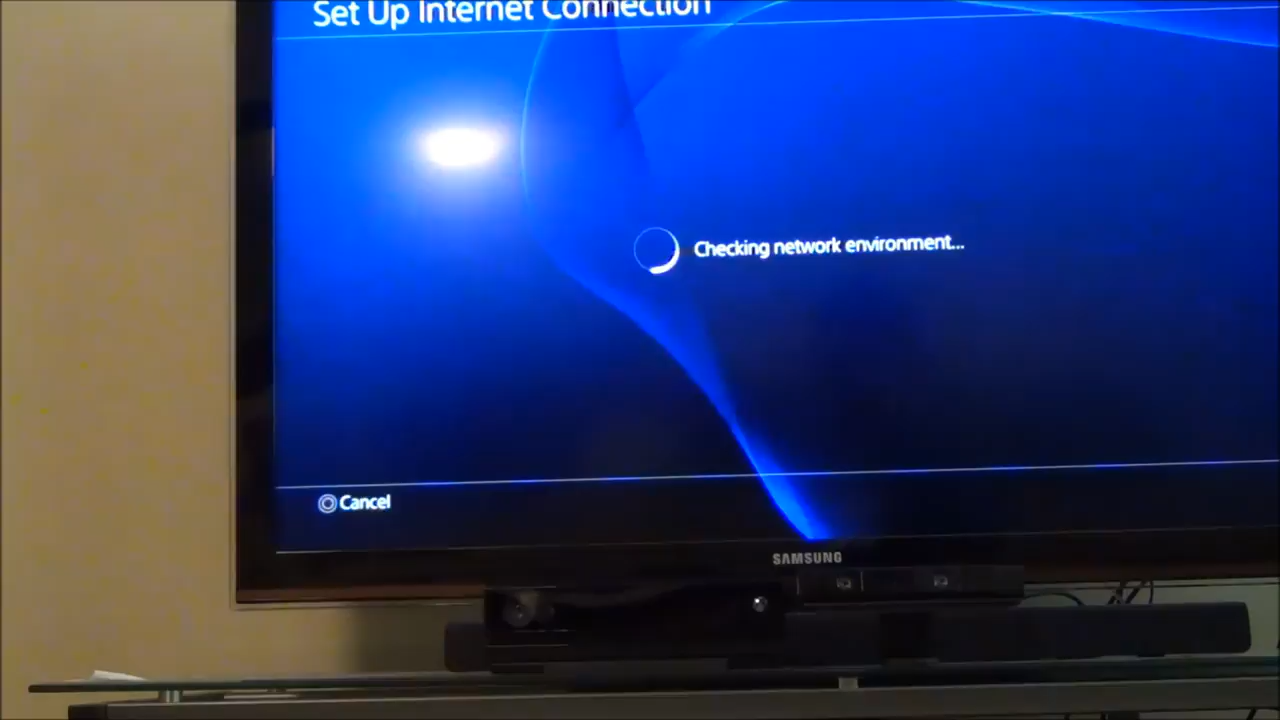 Set Up Internet Connection
Checking network environment...
Cancel
SAMSUNG